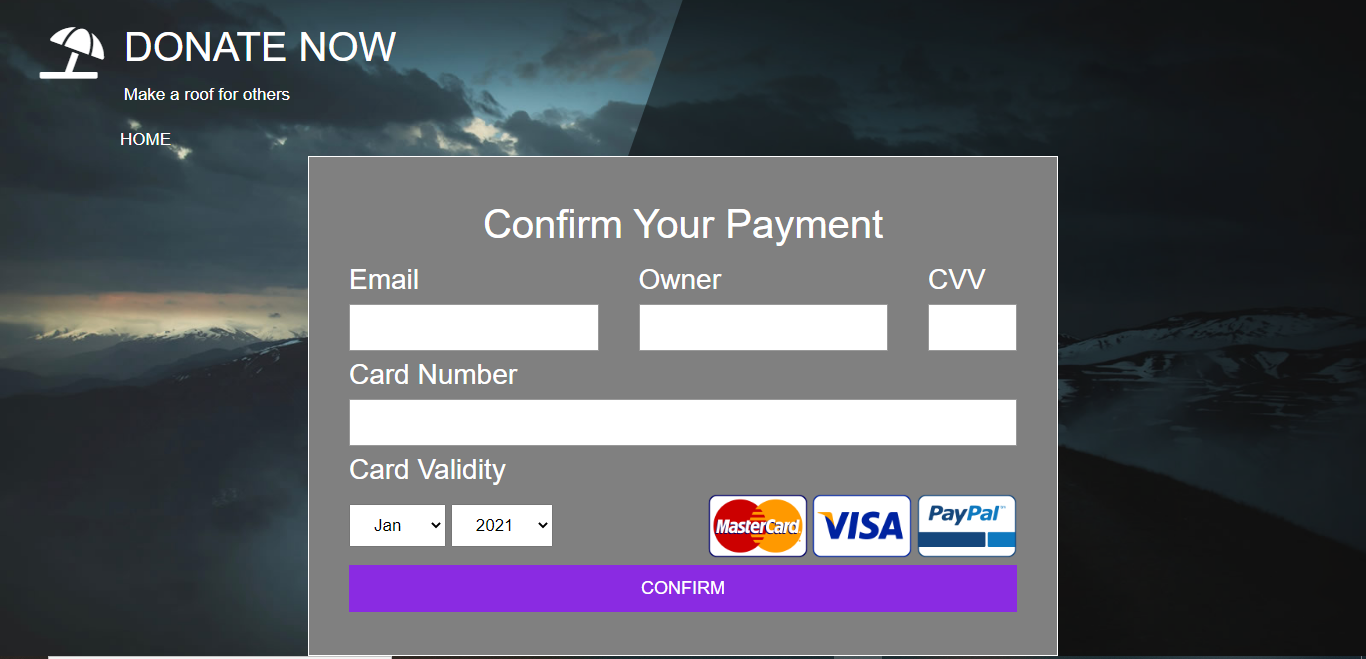 DONATE NOW
Make a roof for others
HOME
Confirm Your Payment
Email Owner CVV
Card Number
Card Validity
Jan 2021 MasterCard VISA PayPal™
CONFIRM